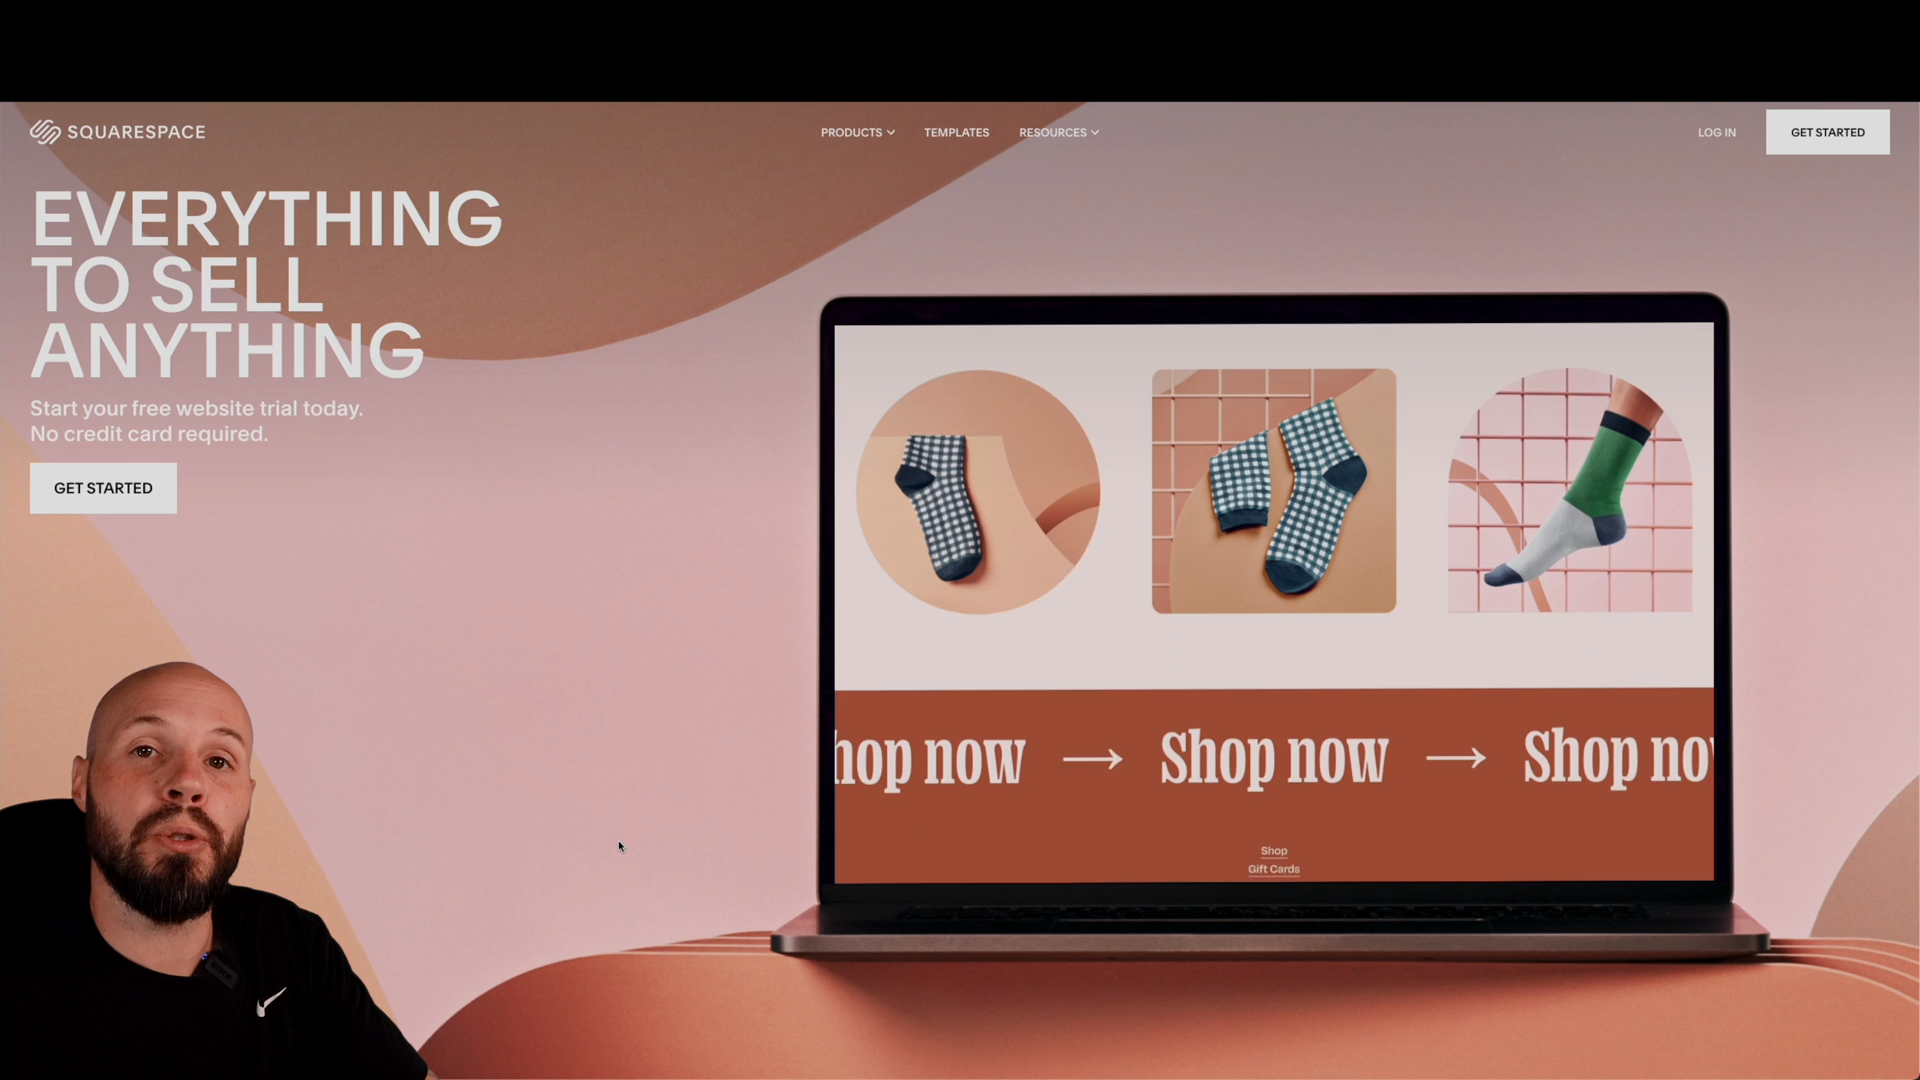 SQUARESPACE
PRODUCTS
TEMPLATES
RESOURCES
LOG IN
GET STARTED
EVERYTHING
TO SELL
ANYTHING
Start your free website trial today.
No credit card required.
GET STARTED
hop now → Shop now → Shop no
Shop
Gift Cards